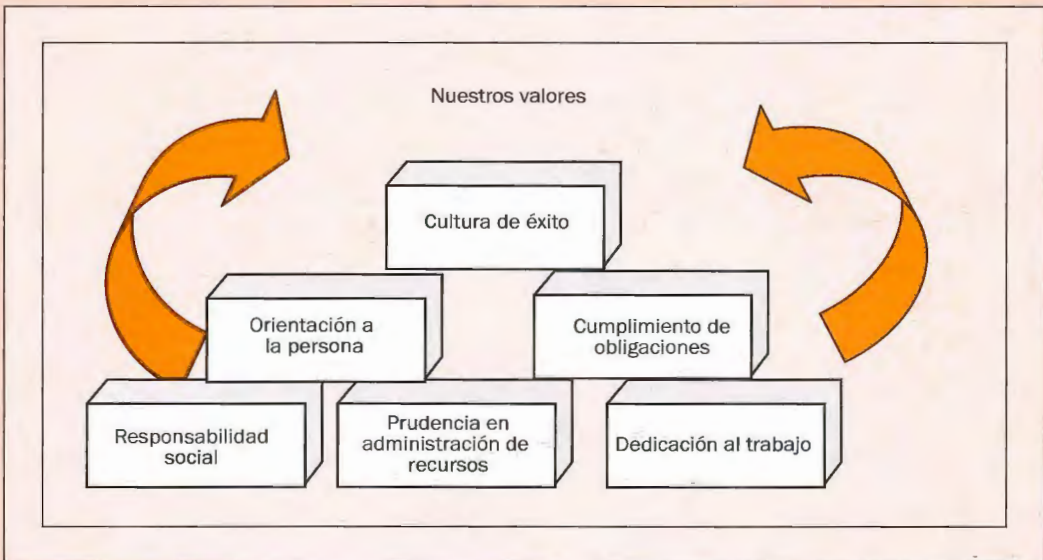 Nuestros valores
Cultura de éxito
Orientación a
la persona
Cumplimiento de
obligaciones
Responsabilidad
social
Prudencia en
administración de
recursos
Dedicación al trabajo